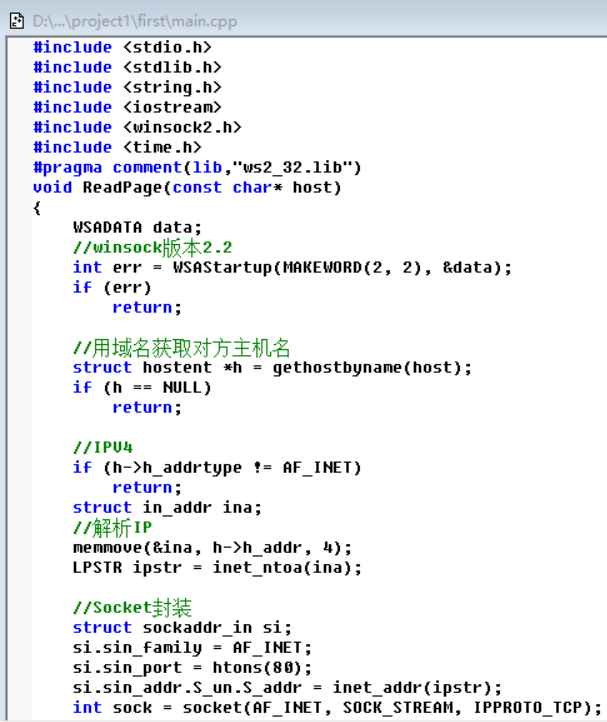 D:\...\project1\first\main.cpp
#include <stdio.h>
#include <stdlib.h>
#include <string.h>
#include <iostream>
#include <winsock2.h>
#include <time.h>
#pragma comment(lib,"ws2_32.lib")
void ReadPage(const char* host)
{
    WSADATA data;
    //winsock版本2.2
    int err = WSAStartup(MAKEWORD(2, 2), &data);
    if (err)
        return;

    //用域名获取对方主机名
    struct hostent *h = gethostbyname(host);
    if (h == NULL)
        return;

    //IPV4
    if (h->h_addrtype != AF_INET)
        return;
    struct in_addr ina;
    //解析IP
    memmove(&ina, h->h_addr, 4);
    LPSTR ipstr = inet_ntoa(ina);

    //Socket封装
    struct sockaddr_in si;
    si.sin_family = AF_INET;
    si.sin_port = htons(80);
    si.sin_addr.S_un.S_addr = inet_addr(ipstr);
    int sock = socket(AF_INET, SOCK_STREAM, IPPROTO_TCP);